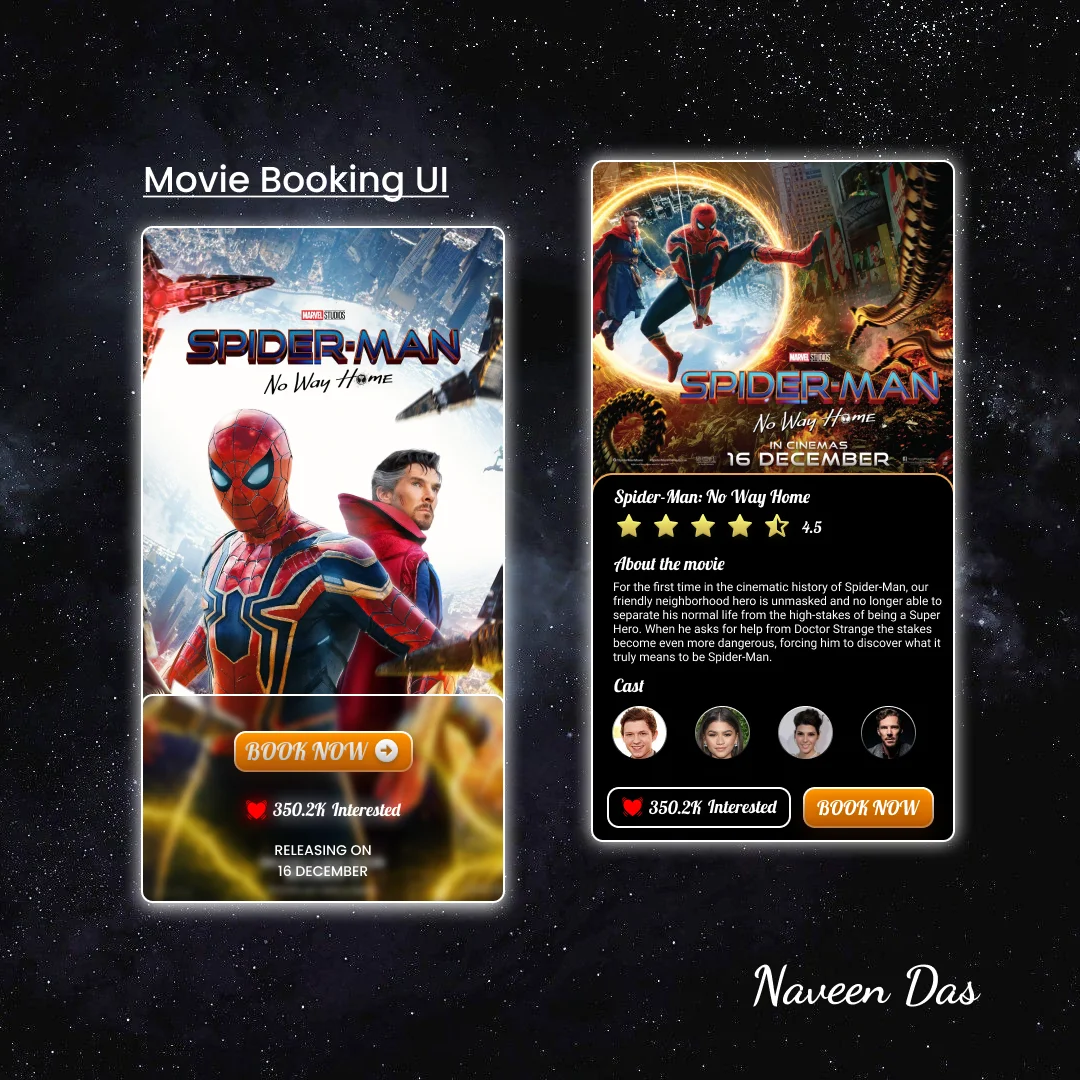 Movie Booking UI
MARVEL STUDIOS
SPIDER-MAN
No Way Home
BOOK NOW
350.2K Interested
RELEASING ON
16 DECEMBER
MARVEL STUDIOS
SPIDER-MAN
No Way Home
IN CINEMAS
16 DECEMBER
Spider-Man: No Way Home
4.5
About the movie
For the first time in the cinematic history of Spider-Man, our
friendly neighborhood hero is unmasked and no longer able to
separate his normal life from the high-stakes of being a Super
Hero. When he asks for help from Doctor Strange the stakes
become even more dangerous, forcing him to discover what it
truly means to be Spider-Man.
Cast
350.2K Interested
BOOK NOW
Naveen Das